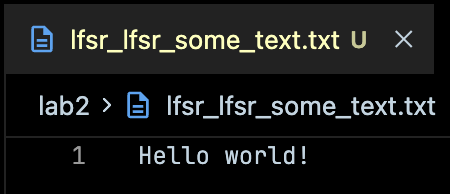 lfsr_lfsr_some_text.txt U
lab2 > lfsr_lfsr_some_text.txt
1 Hello world!